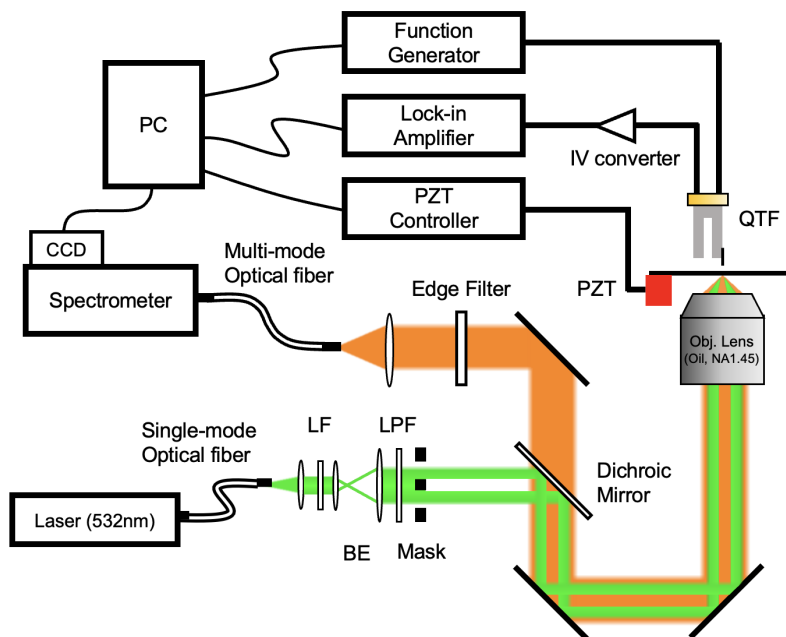 Function
Generator
PC
Lock-in
Amplifier
IV converter
PZT
Controller
QTF
CCD
Multi-mode
Optical fiber
Spectrometer
Edge Filter
PZT
Obj. Lens
(Oil, NA1.45)
Single-mode
Optical fiber
LF
LPF
Dichroic
Mirror
Laser (532nm)
BE
Mask